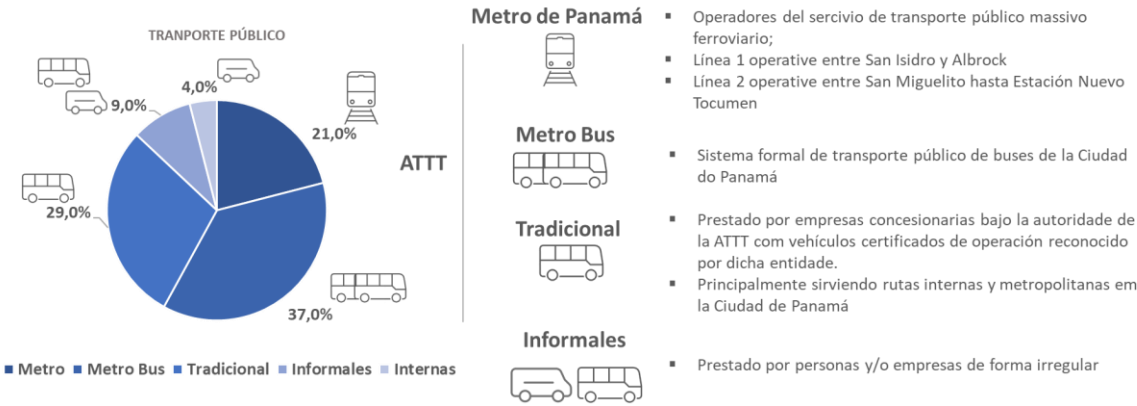 TRANPORTE PÚBLICO
4,0%
9,0%
21,0%
29,0%
37,0%
ATTT
■ Metro ■ Metro Bus ■ Tradicional ■ Informales ■ Internas
Metro de Panamá
▪ Operadores del sercivio de transporte público massivo
ferroviario;
▪ Línea 1 operative entre San Isidro y Albrock
▪ Línea 2 operative entre San Miguelito hasta Estación Nuevo
Tocumen
Metro Bus
▪ Sistema formal de transporte público de buses de la Ciudad
do Panamá
Tradicional
▪ Prestado por empresas concesionarias bajo la autoridade de
la ATTT com vehículos certificados de operación reconocido
por dicha entidade.
▪ Principalmente sirviendo rutas internas y metropolitanas em
la Ciudad de Panamá
Informales
▪ Prestado por personas y/o empresas de forma irregular